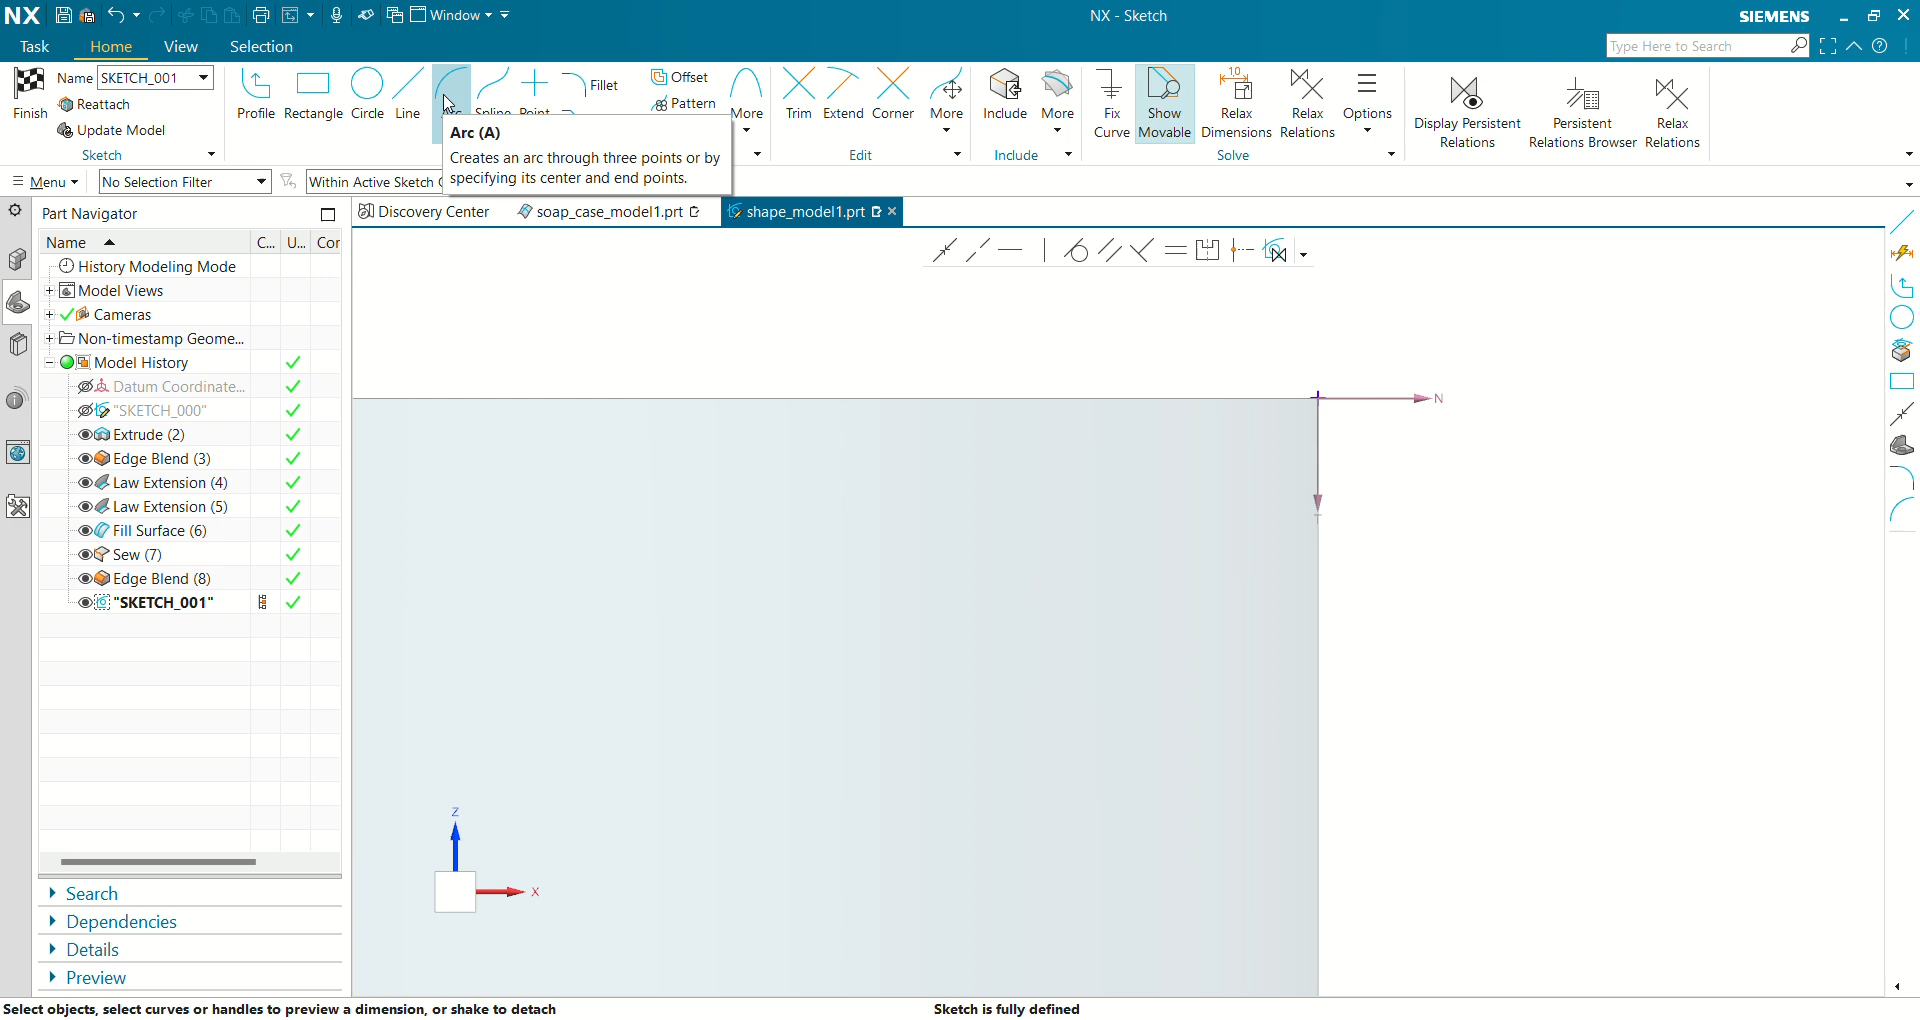 NX Window NX - Sketch SIEMENS
Task Home View Selection Type Here to Search
Name SKETCH_001
Reattach
Update Model
Finish
Sketch
Profile Rectangle Circle Line Arc Spline Point
Fillet
Offset
Pattern
More
Arc (A)
Creates an arc through three points or by
specifying its center and end points.
Trim Extend Corner More
Edit
Include More
Include
Fix
Curve
Show
Movable
Relax
Dimensions
Relax
Relations
Options
Solve
Display Persistent
Relations
Persistent
Relations Browser
Relax
Relations
Menu No Selection Filter Within Active Sketch
Part Navigator
Discovery Center soap_case_model1.prt shape_model1.prt
Name C... U... Cor
History Modeling Mode
Model Views
Cameras
Non-timestamp Geome...
Model History
Datum Coordinate...
"SKETCH_000"
Extrude (2)
Edge Blend (3)
Law Extension (4)
Law Extension (5)
Fill Surface (6)
Sew (7)
Edge Blend (8)
"SKETCH_001"
N
T
Z
X
Search
Dependencies
Details
Preview
Select objects, select curves or handles to preview a dimension, or shake to detach
Sketch is fully defined